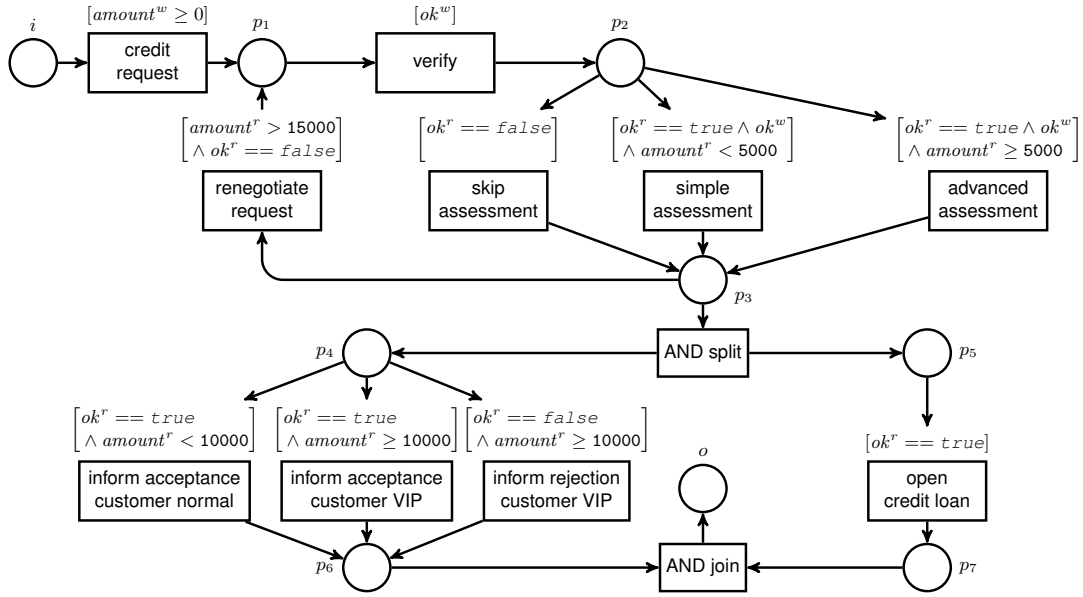 i
[amount^w ≥ 0]
credit
request
p₁
[ok^w]
verify
p₂
[amount^r > 15000
∧ ok^r == false]
renegotiate
request
[ok^r == false]
skip
assessment
[ok^r == true ∧ ok^w
∧ amount^r < 5000]
simple
assessment
[ok^r == true ∧ ok^w
∧ amount^r ≥ 5000]
advanced
assessment
p₃
AND split
p₄
p₅
[ok^r == true
∧ amount^r < 10000]
inform acceptance
customer normal
[ok^r == true
∧ amount^r ≥ 10000]
inform acceptance
customer VIP
[ok^r == false
∧ amount^r ≥ 10000]
inform rejection
customer VIP
o
[ok^r == true]
open
credit loan
p₆
AND join
p₇